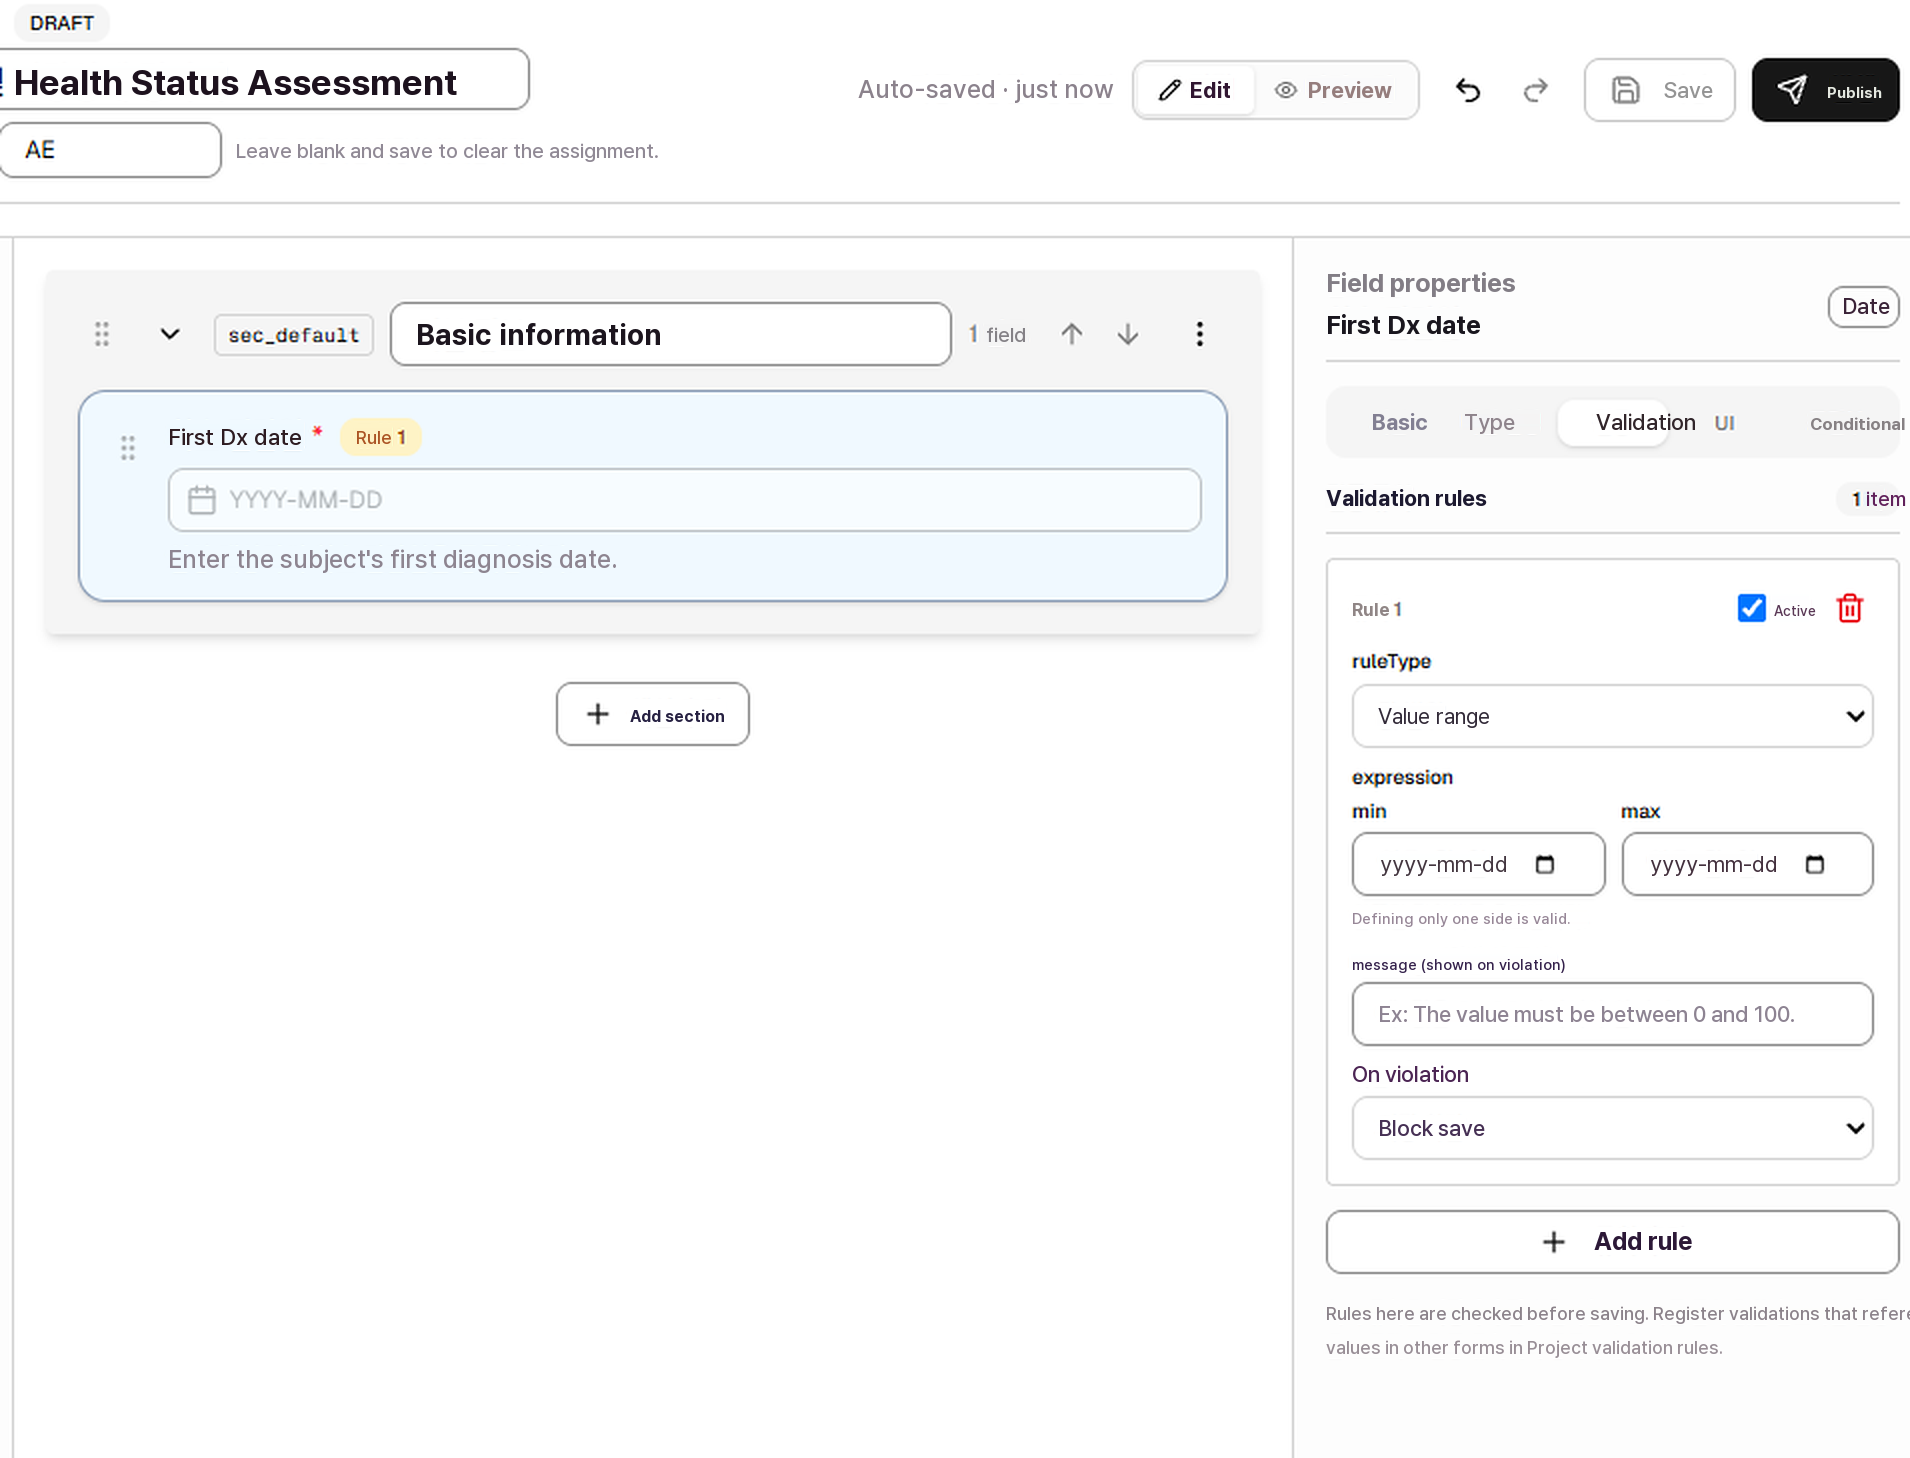 DRAFT
Health Status Assessment
Auto-saved · just now
Edit
Preview
Save
Publish
AE
Leave blank and save to clear the assignment.
sec_default
Basic information
1 field
First Dx date *
Rule 1
YYYY-MM-DD
Enter the subject's first diagnosis date.
Add section
Field properties
First Dx date
Date
Basic
Type
Validation
UI
Conditional
Validation rules
1 item
Rule 1
Active
ruleType
Value range
expression
min
max
yyyy-mm-dd
yyyy-mm-dd
Defining only one side is valid.
message (shown on violation)
Ex: The value must be between 0 and 100.
On violation
Block save
Add rule
Rules here are checked before saving. Register validations that refere
values in other forms in Project validation rules.